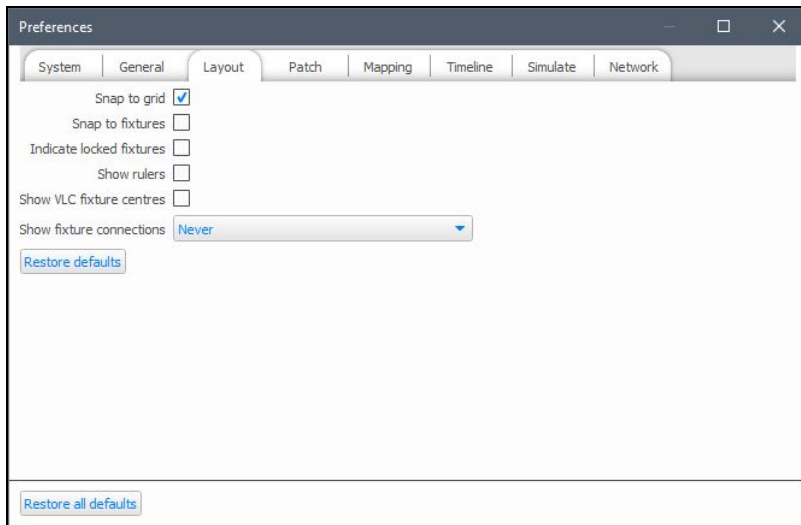 Preferences
System General Layout Patch Mapping Timeline Simulate Network
Snap to grid
Snap to fixtures
Indicate locked fixtures
Show rulers
Show VLC fixture centres
Show fixture connections Never
Restore defaults
Restore all defaults